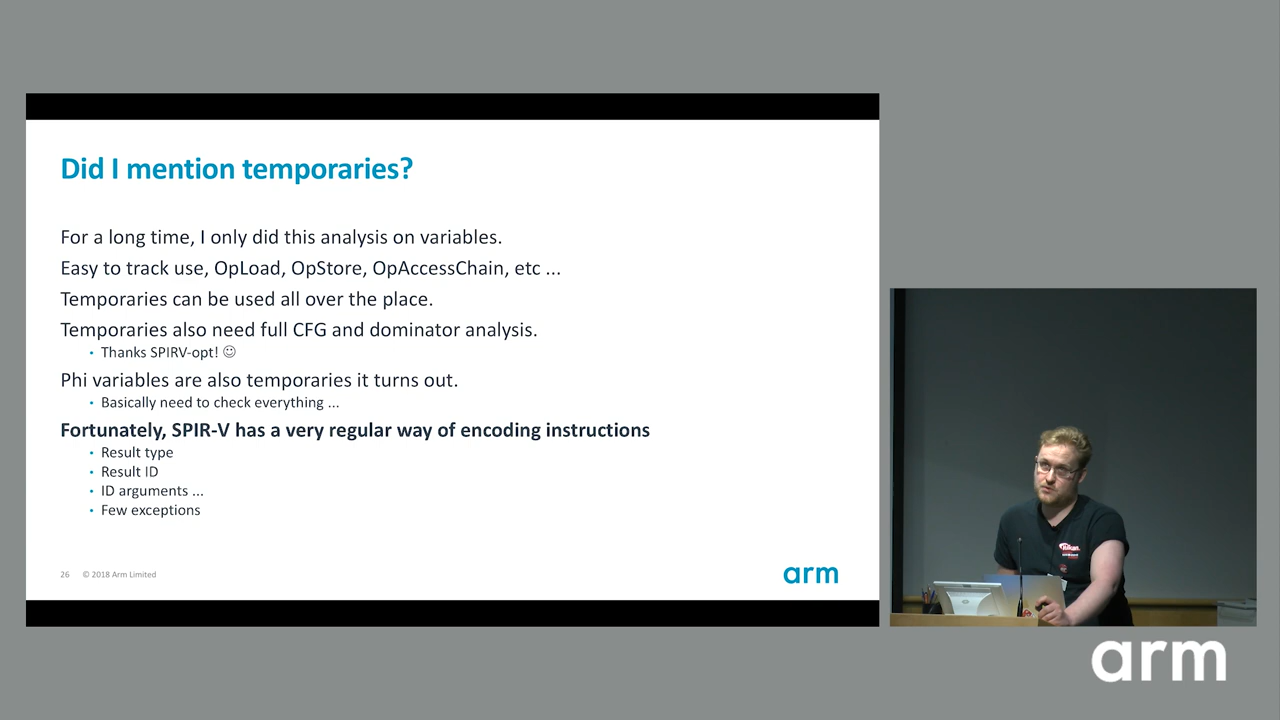 Did I mention temporaries?
For a long time, I only did this analysis on variables.
Easy to track use, OpLoad, OpStore, OpAccessChain, etc ...
Temporaries can be used all over the place.
Temporaries also need full CFG and dominator analysis.
• Thanks SPIRV-opt! ☺
Phi variables are also temporaries it turns out.
• Basically need to check everything ...
Fortunately, SPIR-V has a very regular way of encoding instructions
• Result type
• Result ID
• ID arguments ...
• Few exceptions
26 © 2018 Arm Limited
arm
arm